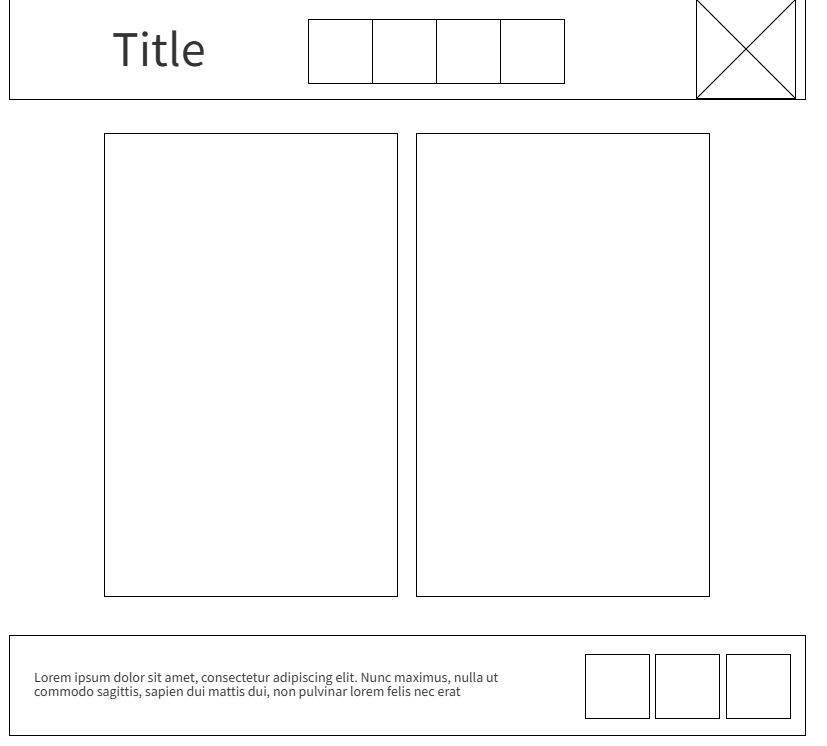 Title
Lorem ipsum dolor sit amet, consectetur adipiscing elit. Nunc maximus, nulla ut
commodo sagittis, sapien dui mattis dui, non pulvinar lorem felis nec erat